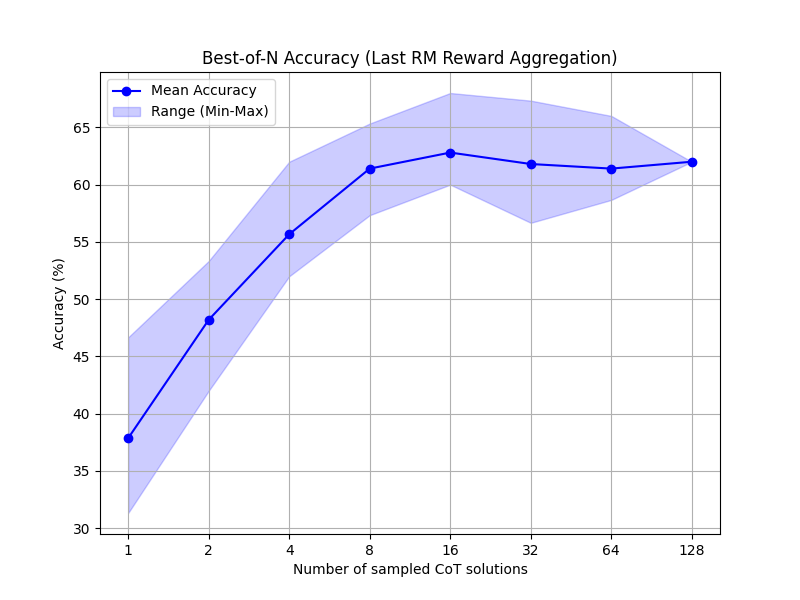 Best-of-N Accuracy (Last RM Reward Aggregation)
Mean Accuracy
Range (Min-Max)
Accuracy (%)
65
60
55
50
45
40
35
30
1 2 4 8 16 32 64 128
Number of sampled CoT solutions